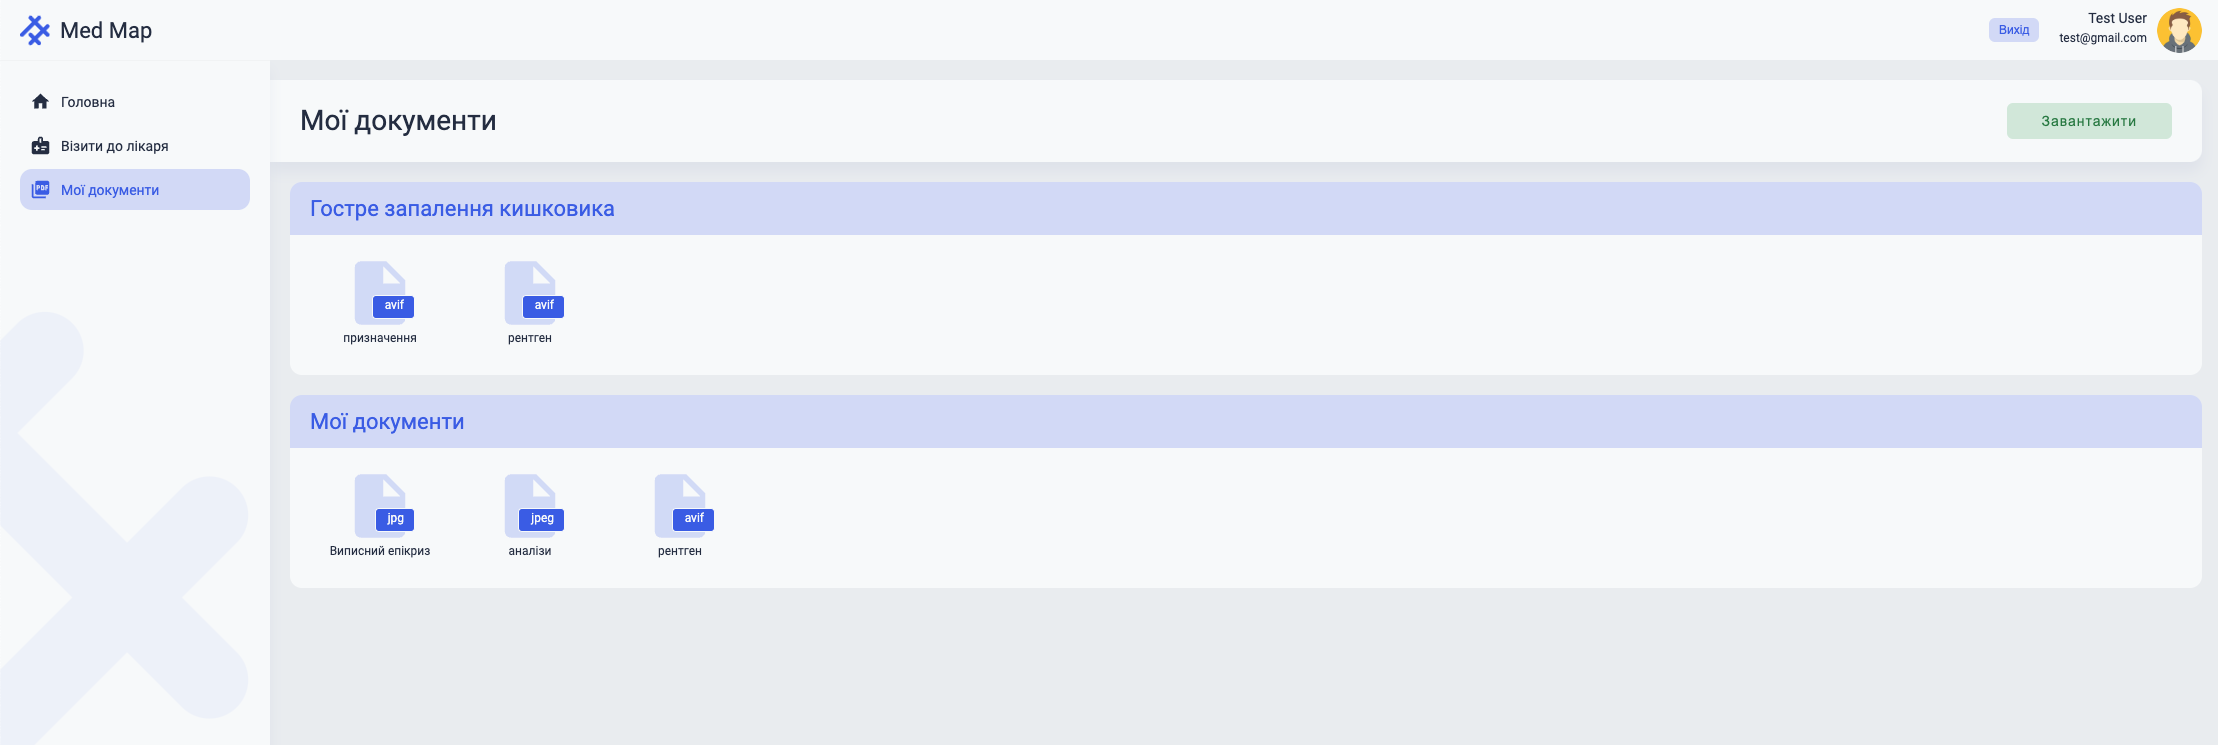 Med Map
Вихід
Test User
test@gmail.com
Головна
Візити до лікаря
PDF
Мої документи
Мої документи
Завантажити
Гостре запалення кишковика
avif
avif
призначення
рентген
Мої документи
jpg
jpeg
avif
Виписний епікриз
аналізи
рентген